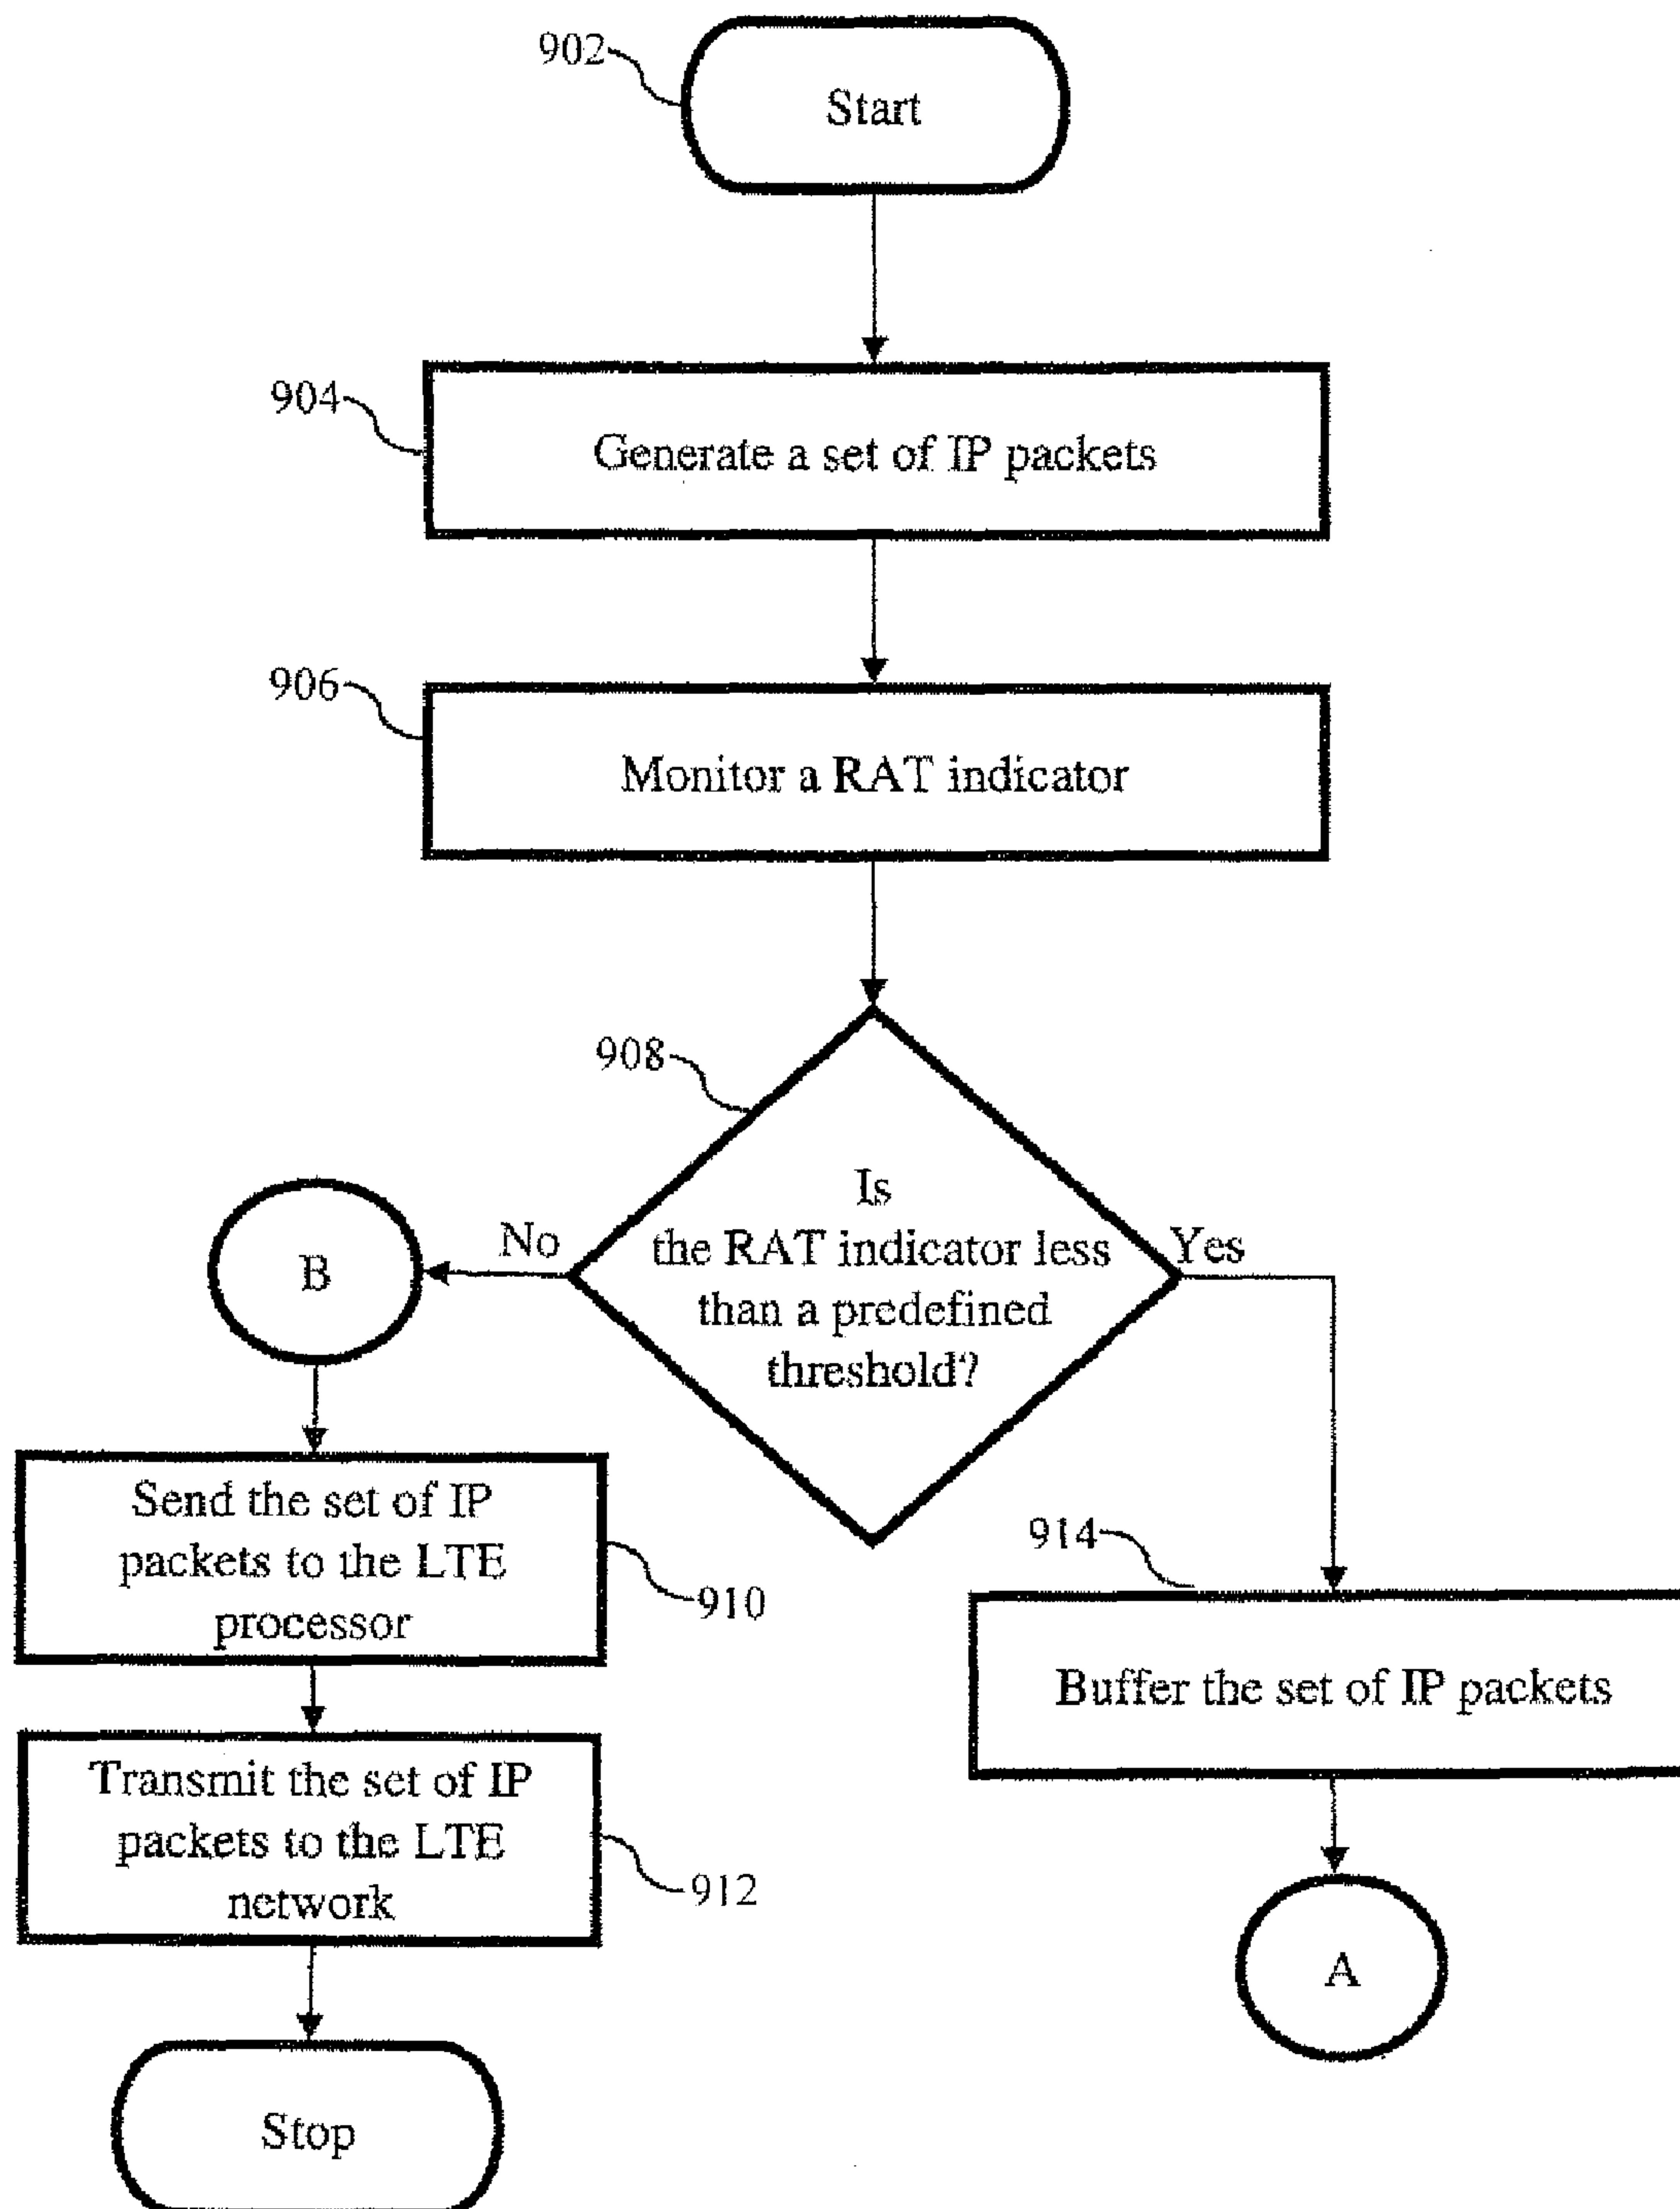 902
Start
904
Generate a set of IP packets
906
Monitor a RAT indicator
908
Is
the RAT indicator less
than a predefined
threshold?
No
Yes
B
Send the set of IP
packets to the LTE
processor
910
914
Buffer the set of IP packets
Transmit the set of IP
packets to the LTE
network
912
A
Stop